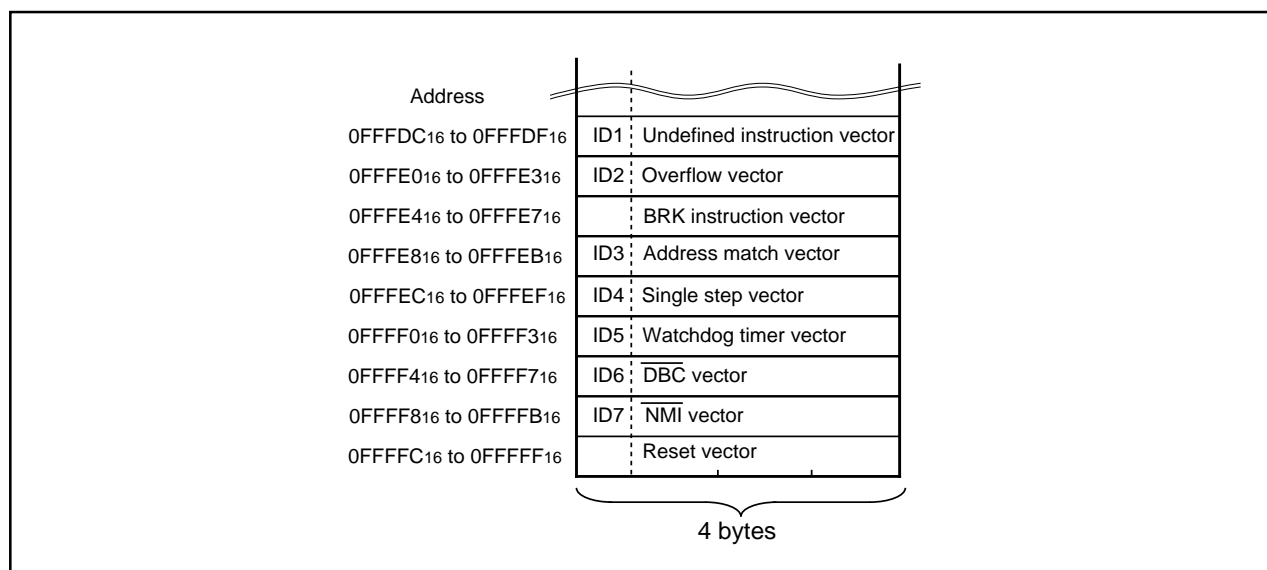 Address
0FFFDC16 to 0FFFDF16 ID1 Undefined instruction vector
0FFFE016 to 0FFFE316 ID2 Overflow vector
0FFFE416 to 0FFFE716 BRK instruction vector
0FFFE816 to 0FFFEB16 ID3 Address match vector
0FFFEC16 to 0FFFEF16 ID4 Single step vector
0FFFF016 to 0FFFF316 ID5 Watchdog timer vector
0FFFF416 to 0FFFF716 ID6 DBC vector
0FFFF816 to 0FFFFB16 ID7 NMI vector
0FFFFC16 to 0FFFFF16 Reset vector
4 bytes